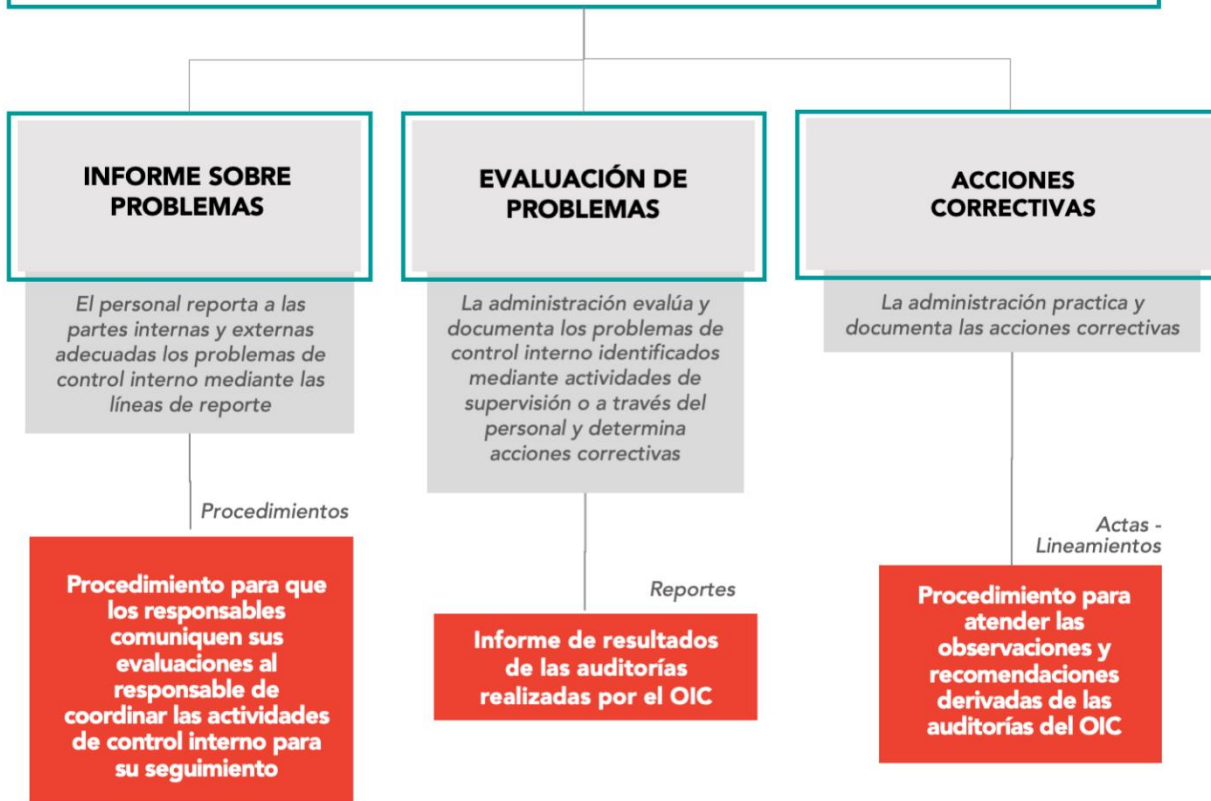 INFORME SOBRE
PROBLEMAS
El personal reporta a las
partes internas y externas
adecuadas los problemas de
control interno mediante las
líneas de reporte
Procedimientos
Procedimiento para que
los responsables
comuniquen sus
evaluaciones al
responsable de
coordinar las actividades
de control interno para
su seguimiento
EVALUACIÓN DE
PROBLEMAS
La administración evalúa y
documenta los problemas de
control interno identificados
mediante actividades de
supervisión o a través del
personal y determina
acciones correctivas
Reportes
Informe de resultados
de las auditorías
realizadas por el OIC
ACCIONES
CORRECTIVAS
La administración practica y
documenta las acciones correctivas
Actas -
Lineamientos
Procedimiento para
atender las
observaciones y
recomendaciones
derivadas de las
auditorías del OIC